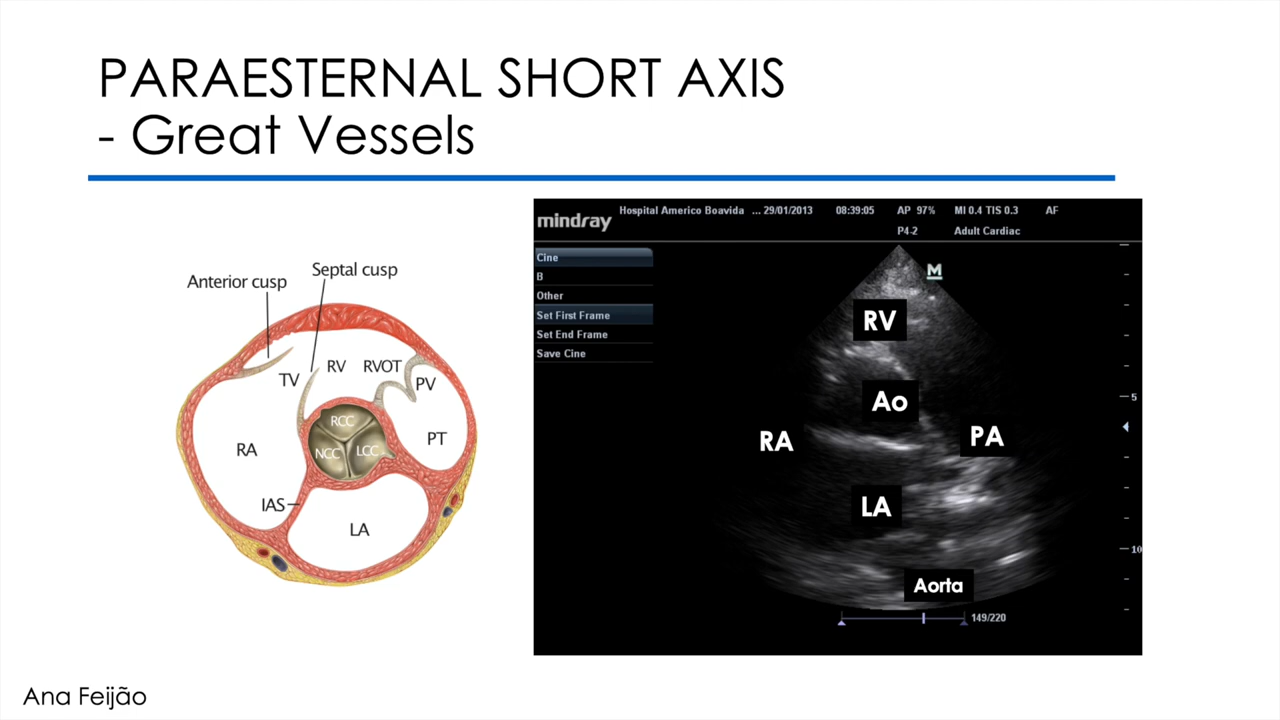 PARAESTERNAL SHORT AXIS
- Great Vessels
Anterior cusp
Septal cusp
TV
RV
RVOT
PV
RCC
NCC
LCC
RA
PT
IAS
LA
mindray
Hospital Americo Boavida ... 29/01/2013 08:39:05 AP 97% MI 0.4 TIS 0.3 AF
P4-2 Adult Cardiac
Cine
B
Other
Set First Frame
Set End Frame
Save Cine
M
RV
Ao
5
RA
PA
LA
10
Aorta
149/220
Ana Feijão